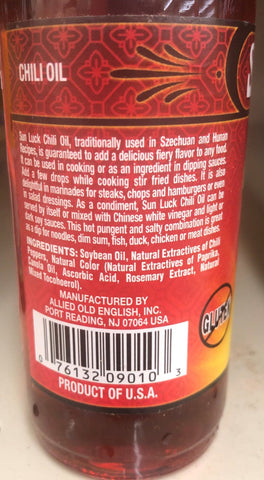 CHILI OIL
Sun Luck Chili Oil, traditionally used in Szechuan and Hunan
Recipes, is guaranteed to add a delicious fiery flavor to any food.
It can be used in cooking or as an ingredient in dipping sauces.
Add a few drops while cooking stir fried dishes. It is also
delightful in marinades for steaks, chops and hamburgers or even
in salad dressings. As a condiment, Sun Luck Chili Oil can be
served by itself or mixed with Chinese white vinegar and light or
dark soy sauces. This hot pungent and salty combination is great
as a dip for noodles, dim sum, fish, duck, chicken or meat dishes.
INGREDIENTS: Soybean Oil, Natural Extractives of Chili
Peppers, Natural Color (Natural Extractives of Paprika,
Canola Oil, Ascorbic Acid, Rosemary Extract, Natural
Mixed Tocohoerol).
MANUFACTURED BY
ALLIED OLD ENGLISH, INC.
PORT READING, NJ 07064 USA
0 76132 09010 3
PRODUCT OF U.S.A.